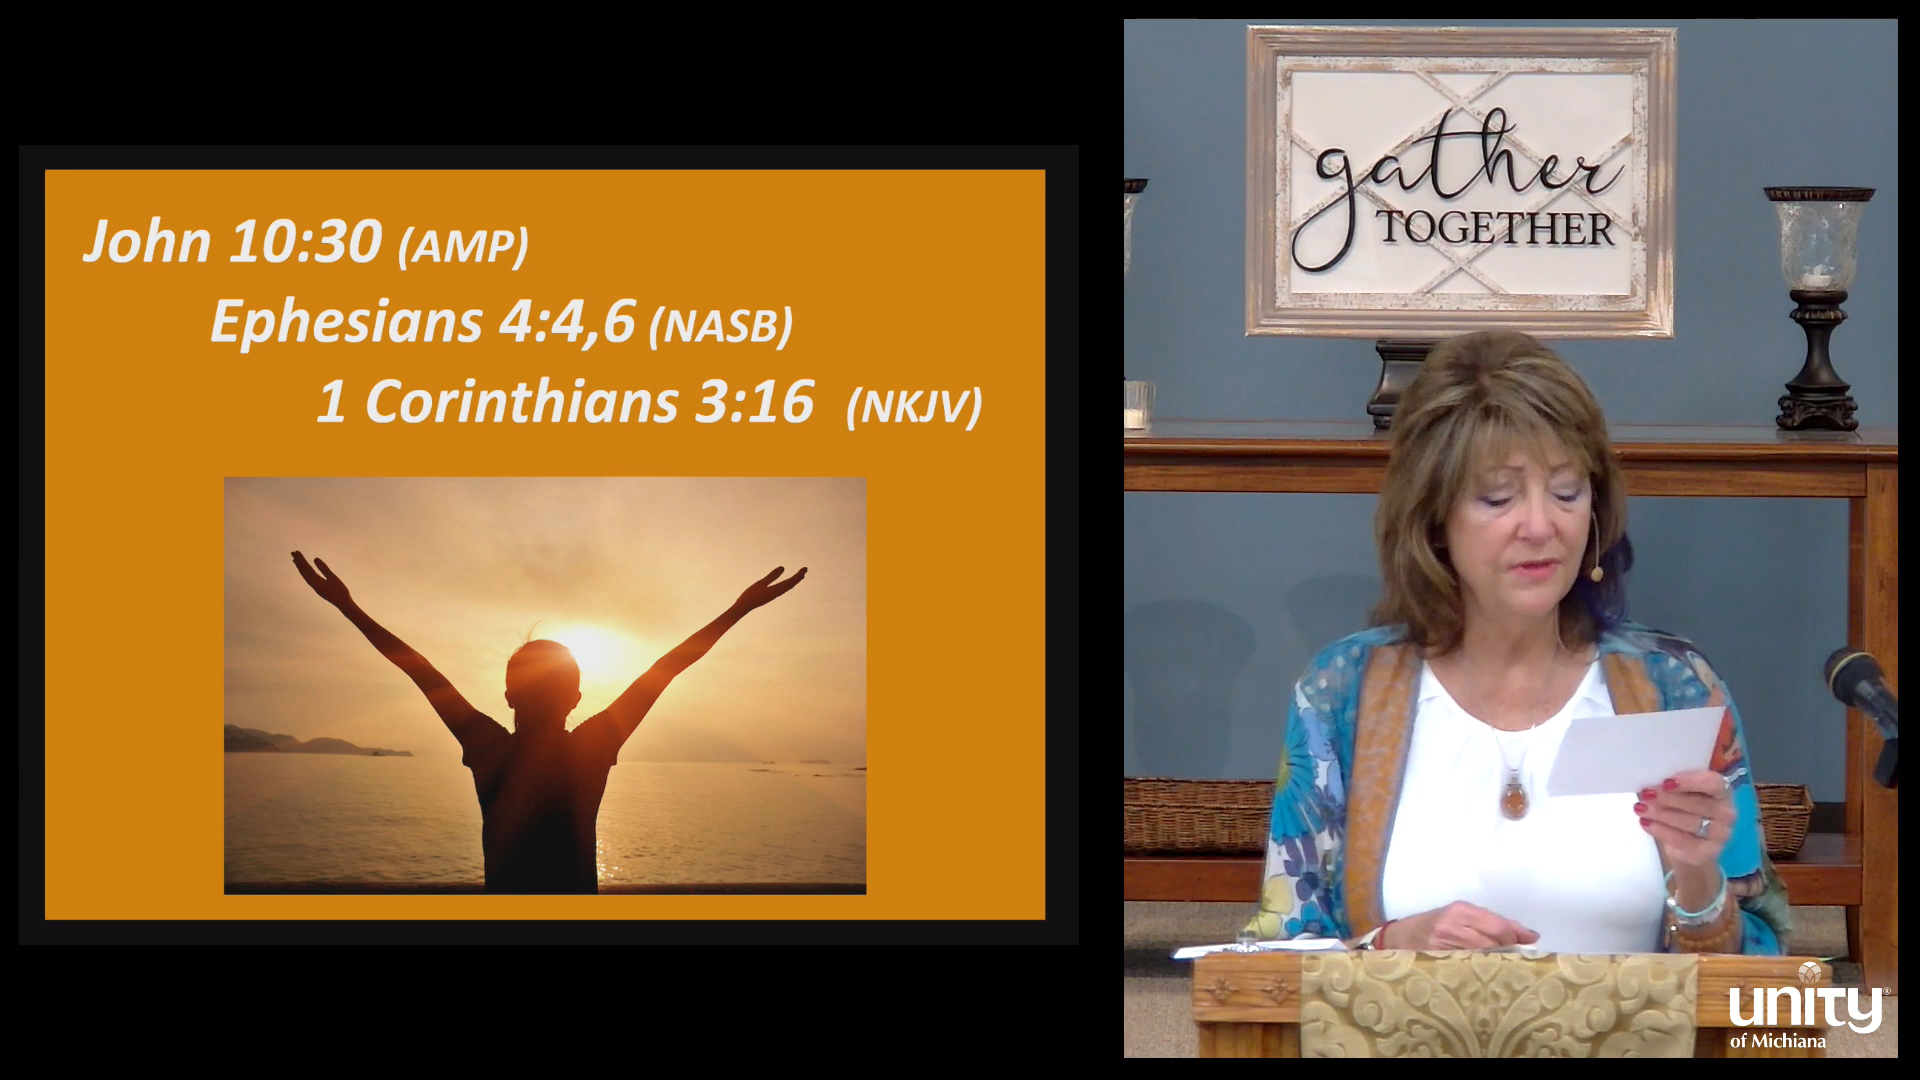 John 10:30 (AMP)
Ephesians 4:4,6 (NASB)
1 Corinthians 3:16 (NKJV)
gather
TOGETHER
unity®
of Michiana